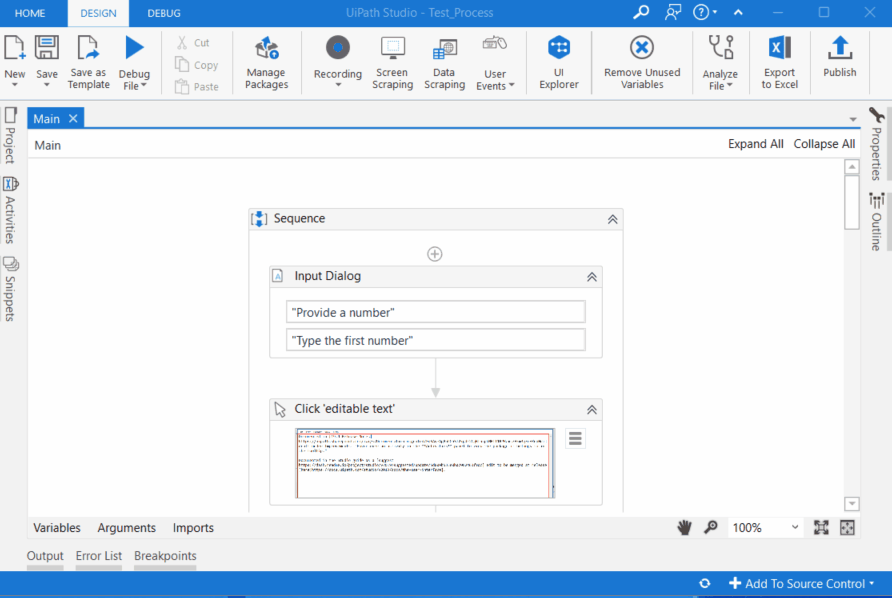 HOME DESIGN DEBUG UiPath Studio - Test_Process
New
Save
Save as
Template
Debug
File
Cut
Copy
Paste
Manage
Packages
Recording
Screen
Scraping
Data
Scraping
User
Events
UI
Explorer
Remove Unused
Variables
Analyze
File
Export
to Excel
Publish
Main
Main
Expand All Collapse All
Project
Activities
Snippets
Properties
Outline
Sequence
Input Dialog
"Provide a number"
"Type the first number"
Click 'editable text'
Variables Arguments Imports
100%
Output Error List Breakpoints
Add To Source Control